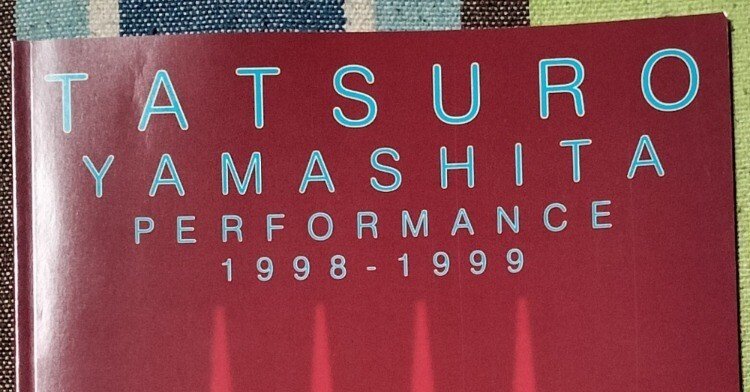 TATSURO
YAMASHITA
PERFORMANCE
1998-1999